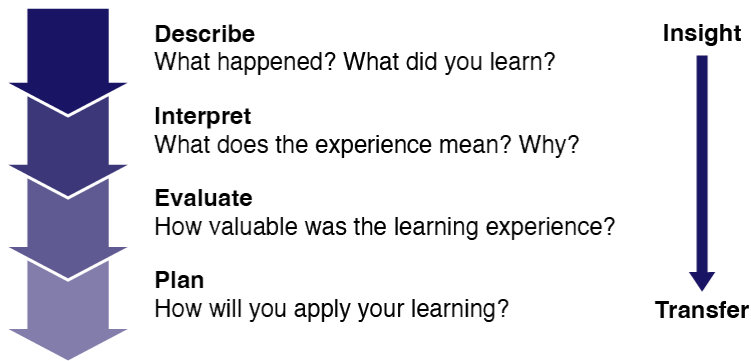 Describe
What happened? What did you learn?
Interpret
What does the experience mean? Why?
Evaluate
How valuable was the learning experience?
Plan
How will you apply your learning?
Insight
Transfer